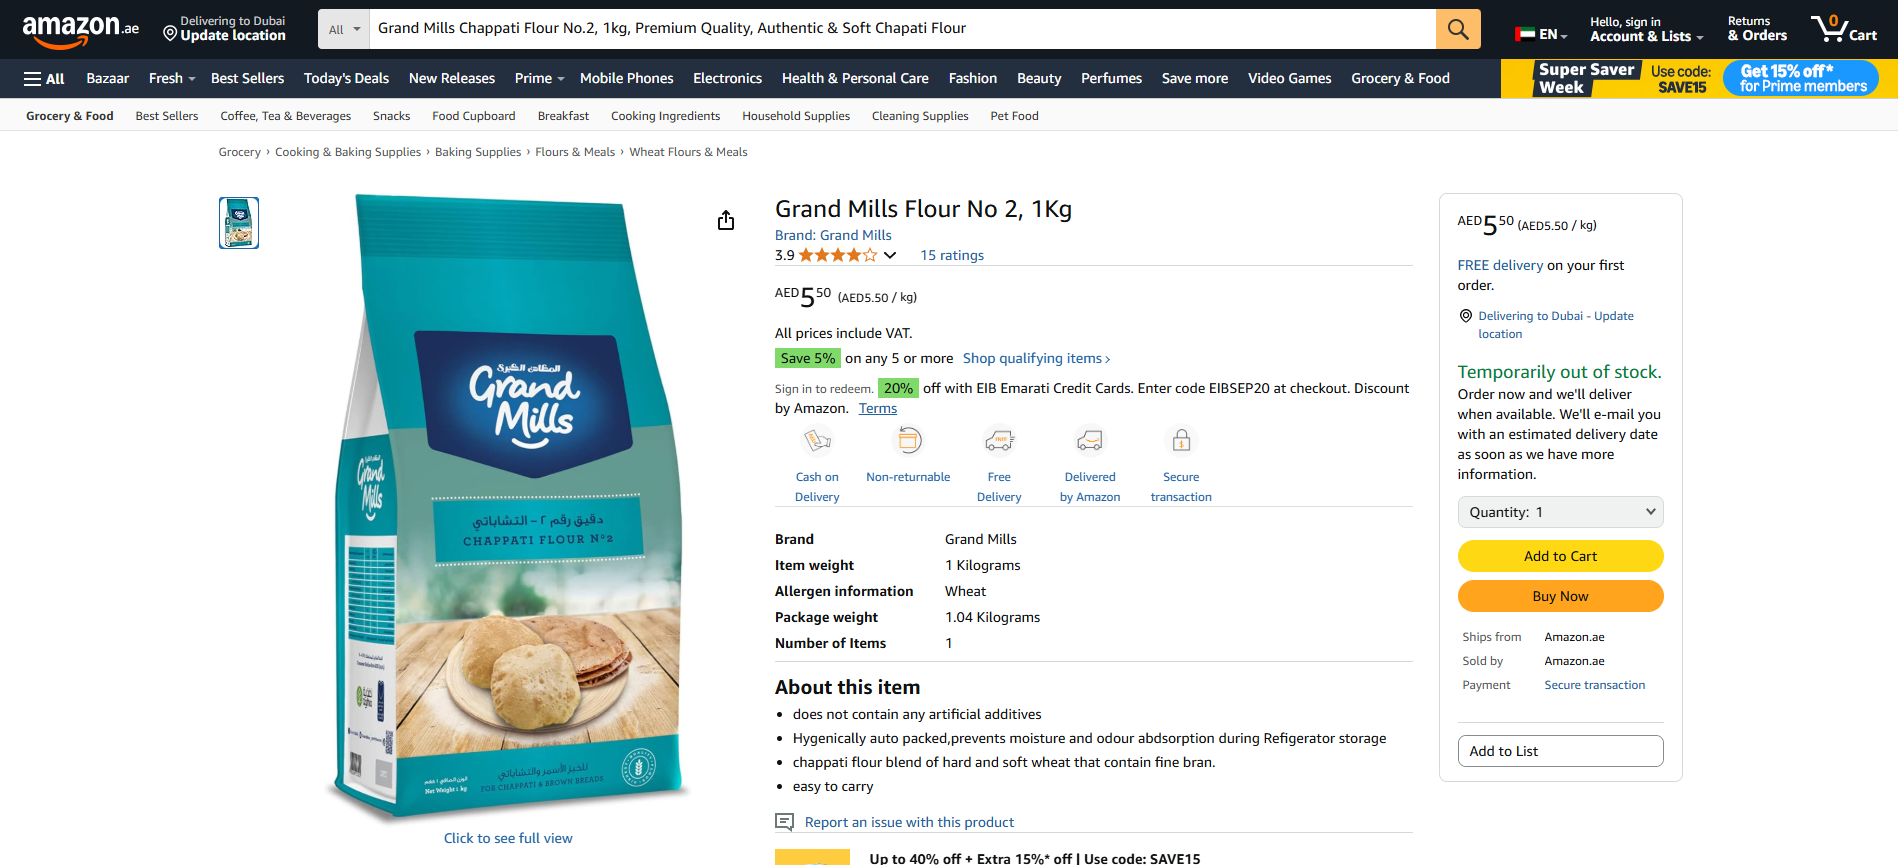 amazon.ae
Delivering to Dubai
Update location
All
Grand Mills Chappati Flour No.2, 1kg, Premium Quality, Authentic & Soft Chapati Flour
EN
Hello, sign in
Account & Lists
Returns
& Orders
0
Cart
All
Bazaar
Fresh
Best Sellers
Today's Deals
New Releases
Prime
Mobile Phones
Electronics
Health & Personal Care
Fashion
Beauty
Perfumes
Save more
Video Games
Grocery & Food
Super Saver
Week
Use code:
SAVE15
Get 15% off*
for Prime members
Grocery & Food
Best Sellers
Coffee, Tea & Beverages
Snacks
Food Cupboard
Breakfast
Cooking Ingredients
Household Supplies
Cleaning Supplies
Pet Food
Grocery › Cooking & Baking Supplies › Baking Supplies › Flours & Meals › Wheat Flours & Meals
المطاحن الكبرى
Grand
Mills
Grand
Mills
دقيق رقم ٢ - التشاباتي
CHAPPATI FLOUR Nº2
للخبز الأسمر والتشاباتي
FOR CHAPPATI & BROWN BREADS
Net Weight: 1 kg
Click to see full view
Grand Mills Flour No 2, 1Kg
Brand: Grand Mills
3.9
15 ratings
AED5 50 (AED5.50 / kg)
All prices include VAT.
Save 5% on any 5 or more Shop qualifying items ›
Sign in to redeem. 20% off with EIB Emarati Credit Cards. Enter code EIBSEP20 at checkout. Discount
by Amazon. Terms
Cash on
Delivery
Non-returnable
Free
Delivery
Delivered
by Amazon
Secure
transaction
Brand Grand Mills
Item weight 1 Kilograms
Allergen information Wheat
Package weight 1.04 Kilograms
Number of Items 1
About this item
• does not contain any artificial additives
• Hygenically auto packed,prevents moisture and odour abdsorption during Refigerator storage
• chappati flour blend of hard and soft wheat that contain fine bran.
• easy to carry
Report an issue with this product
Up to 40% off + Extra 15%* off | Use code: SAVE15
AED5 50 (AED5.50 / kg)
FREE delivery on your first
order.
Delivering to Dubai - Update
location
Temporarily out of stock.
Order now and we'll deliver
when available. We'll e-mail you
with an estimated delivery date
as soon as we have more
information.
Quantity: 1
Add to Cart
Buy Now
Ships from Amazon.ae
Sold by Amazon.ae
Payment Secure transaction
Add to List